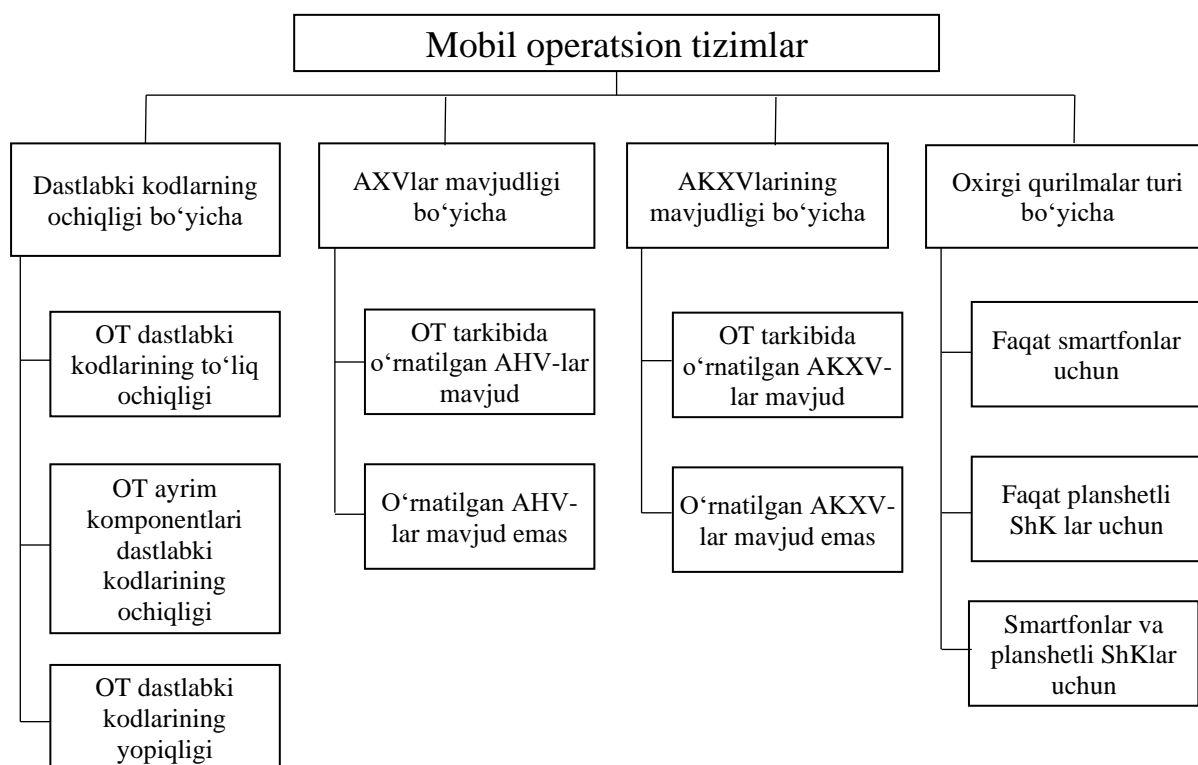 Mobil operatsion tizimlar
Dastlabki kodlarning
ochiqligi bo‘yicha
AXVlar mavjudligi
bo‘yicha
AKXVlarining
mavjudligi bo‘yicha
Oxirgi qurilmalar turi
bo‘yicha
OT dastlabki
kodlarining to‘liq
ochiqligi
OT ayrim
komponentlari
dastlabki
kodlarining
ochiqligi
OT dastlabki
kodlarining
yopiqligi
OT tarkibida
o‘rnatilgan AHV-lar
mavjud
O‘rnatilgan AHV-
lar mavjud emas
OT tarkibida
o‘rnatilgan AKXV-
lar mavjud
O‘rnatilgan AKXV-
lar mavjud emas
Faqat smartfonlar
uchun
Faqat planshetli
ShK lar uchun
Smartfonlar va
planshetli ShKlar
uchun